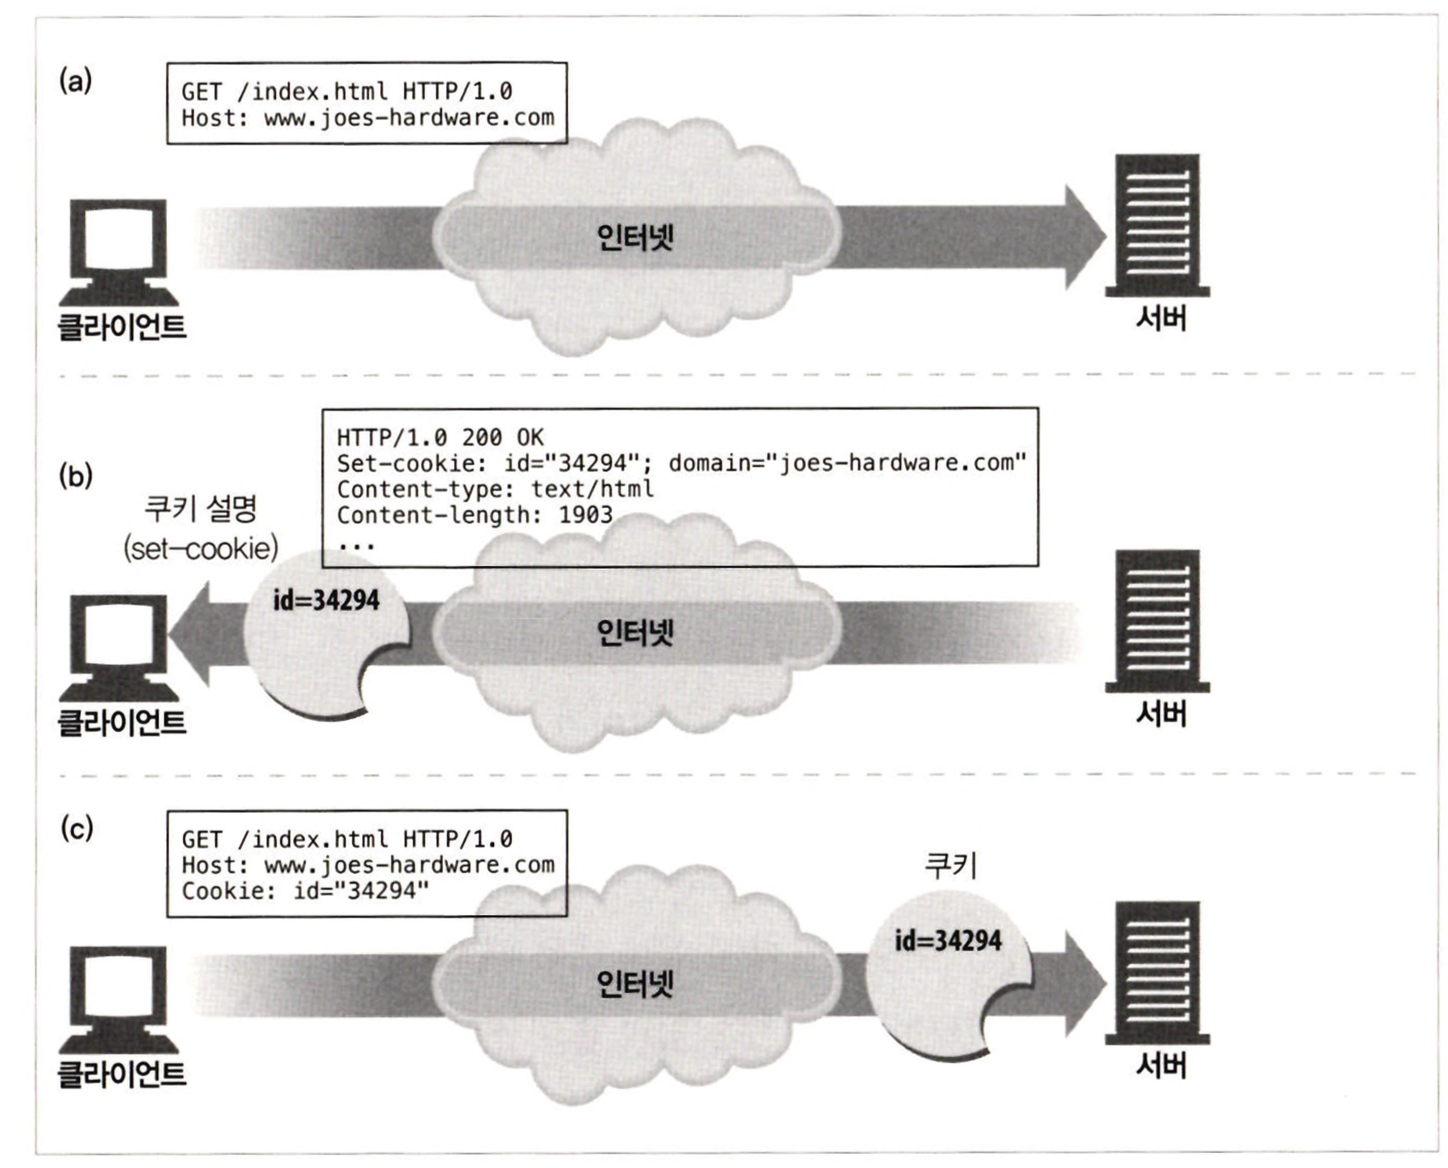 (a)
GET /index.html HTTP/1.0
Host: www.joes-hardware.com
인터넷
클라이언트
서버
(b)
HTTP/1.0 200 OK
Set-cookie: id="34294"; domain="joes-hardware.com"
Content-type: text/html
Content-length: 1903
...
쿠키 설명
(set-cookie)
id=34294
인터넷
클라이언트
서버
(c)
GET /index.html HTTP/1.0
Host: www.joes-hardware.com
Cookie: id="34294"
쿠키
id=34294
인터넷
클라이언트
서버